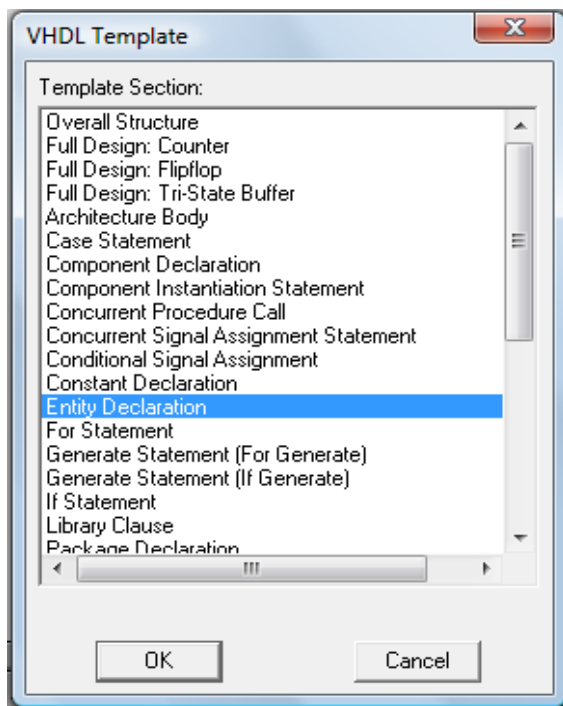 VHDL Template
Template Section:
Overall Structure
Full Design: Counter
Full Design: Flipflop
Full Design: Tri-State Buffer
Architecture Body
Case Statement
Component Declaration
Component Instantiation Statement
Concurrent Procedure Call
Concurrent Signal Assignment Statement
Conditional Signal Assignment
Constant Declaration
Entity Declaration
For Statement
Generate Statement (For Generate)
Generate Statement (If Generate)
If Statement
Library Clause
Package Declaration
OK Cancel